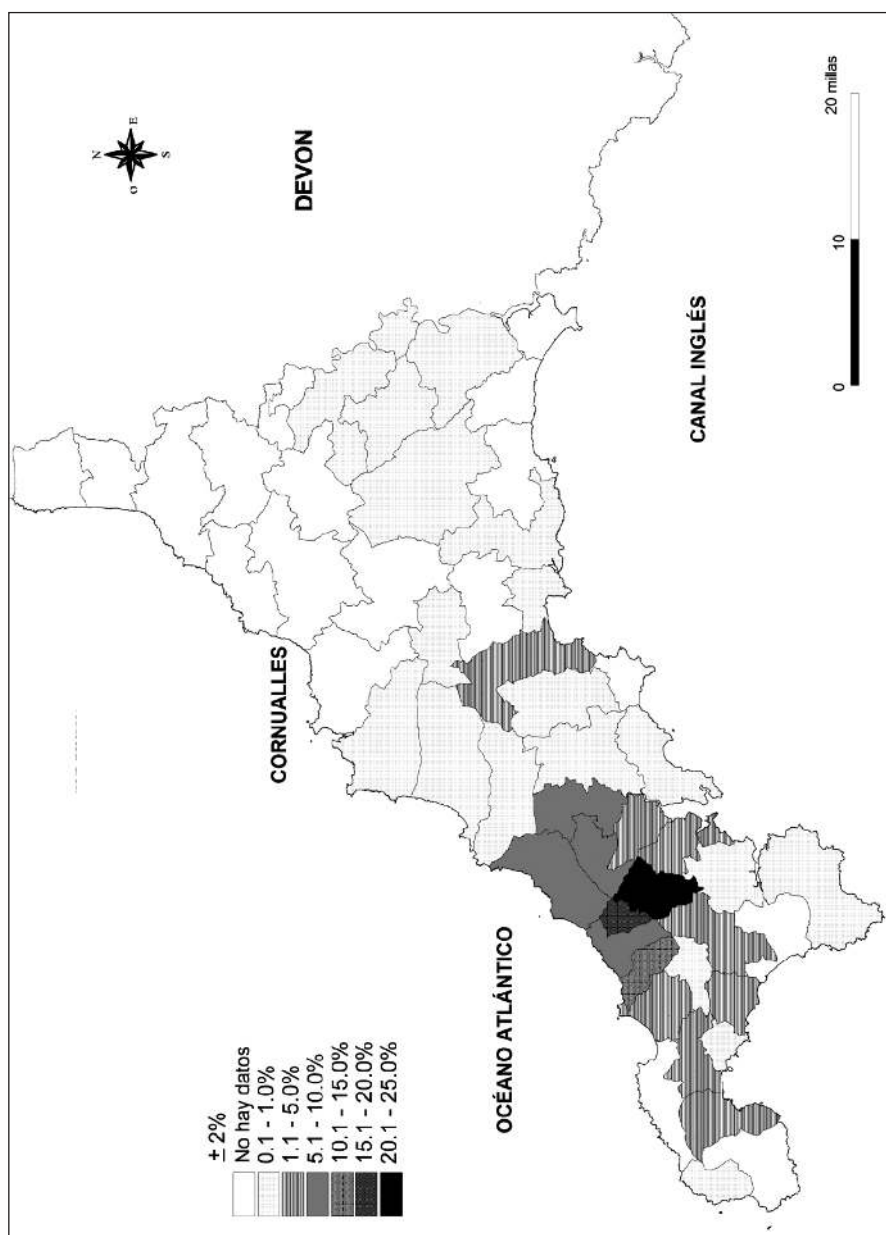 N
O
E
S
DEVON
CORNUALLES
OCÉANO ATLÁNTICO
CANAL INGLÉS
± 2%
No hay datos
0.1 - 1.0%
1.1 - 5.0%
5.1 - 10.0%
10.1 - 15.0%
15.1 - 20.0%
20.1 - 25.0%
0
10
20 millas